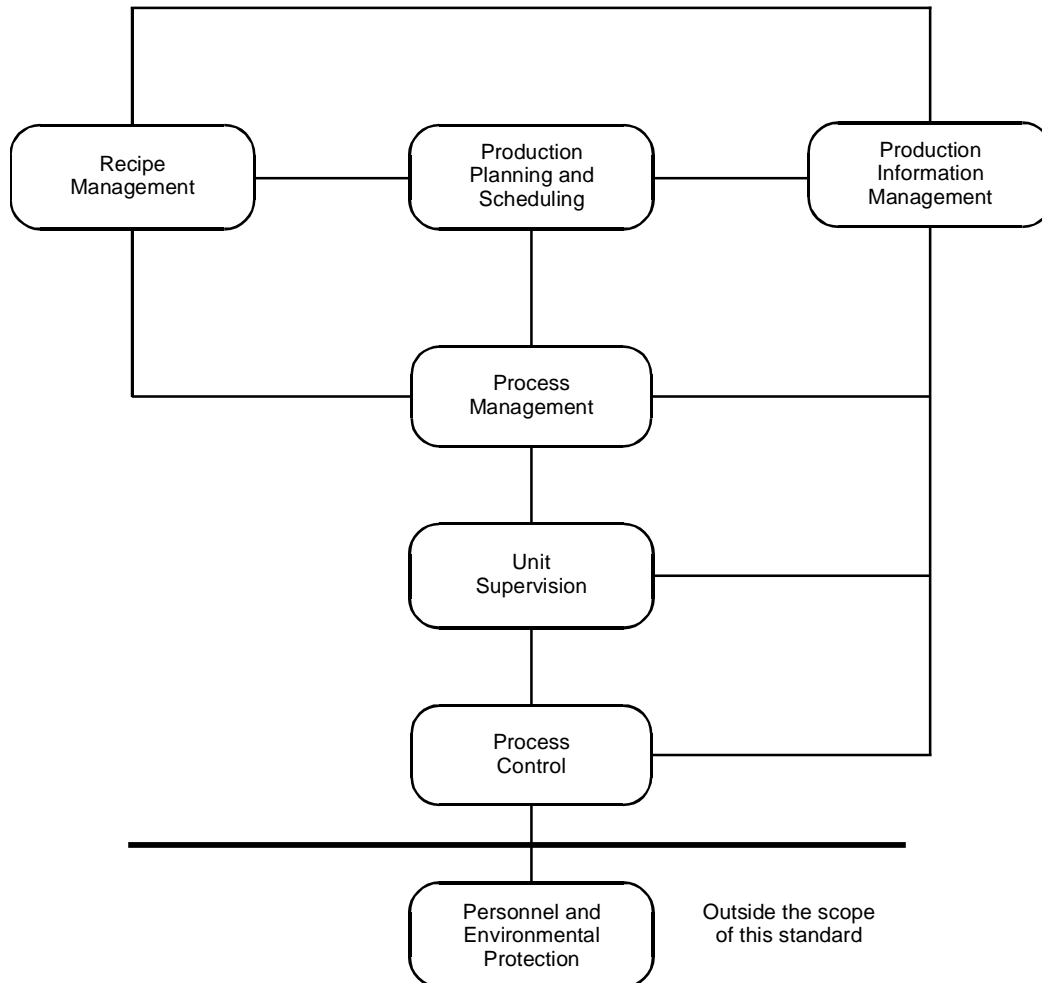 Recipe
Management
Production
Planning and
Scheduling
Production
Information
Management
Process
Management
Unit
Supervision
Process
Control
Personnel and
Environmental
Protection
Outside the scope
of this standard